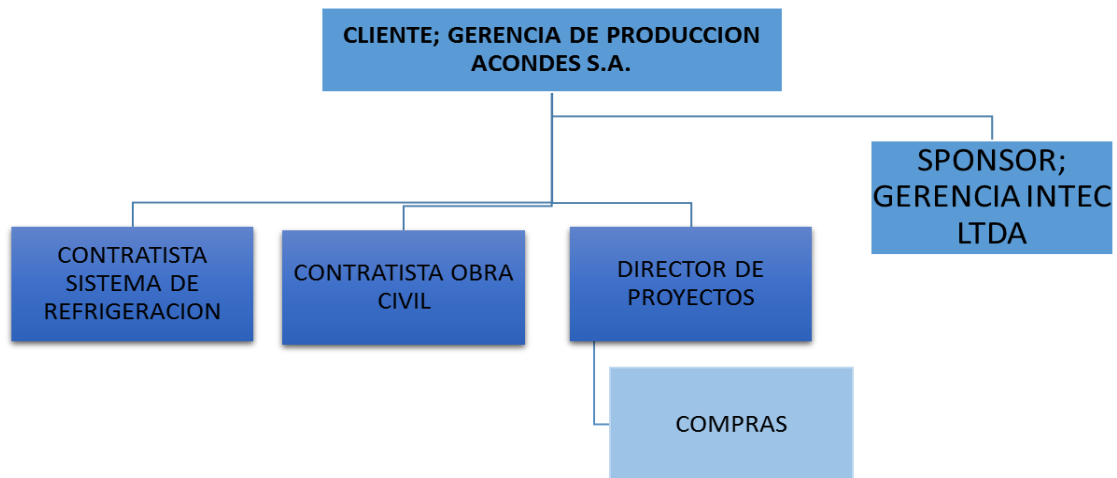 CLIENTE; GERENCIA DE PRODUCCION
ACONDES S.A.
SPONSOR;
GERENCIA INTEC
LTDA
CONTRATISTA
SISTEMA DE
REFRIGERACION
CONTRATISTA OBRA
CIVIL
DIRECTOR DE
PROYECTOS
COMPRAS